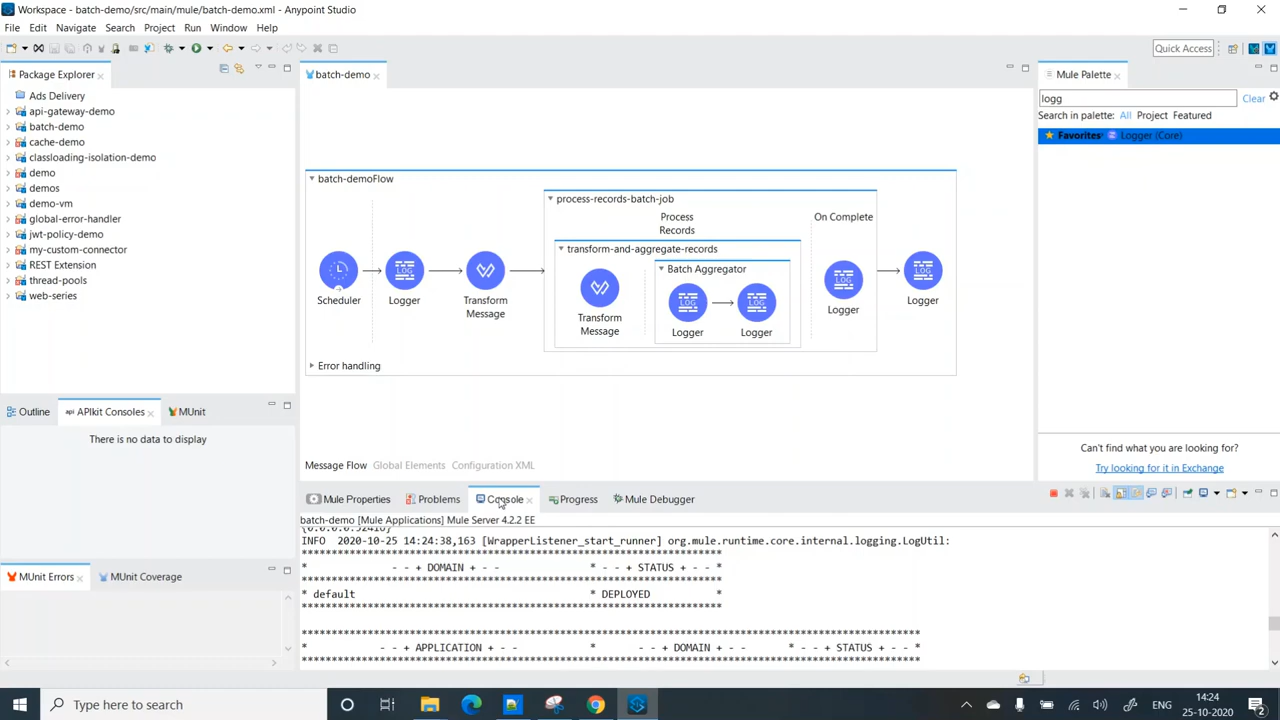 Workspace - batch-demo/src/main/mule/batch-demo.xml - Anypoint Studio
File Edit Navigate Search Project Run Window Help
Quick Access
Package Explorer
Ads Delivery
api-gateway-demo
batch-demo
cache-demo
classloading-isolation-demo
demo
demos
demo-vm
global-error-handler
jwt-policy-demo
my-custom-connector
REST Extension
thread-pools
web-series
Outline
APIkit Consoles
MUnit
There is no data to display
MUnit Errors
MUnit Coverage
batch-demo
batch-demoFlow
process-records-batch-job
Process
Records
On Complete
transform-and-aggregate-records
Batch Aggregator
Scheduler
Logger
Transform
Message
Transform
Message
Logger
Logger
Logger
Logger
Error handling
Message Flow Global Elements Configuration XML
Mule Palette
logg
Clear
Search in palette: All Project Featured
Favorites Logger (Core)
Can't find what you are looking for?
Try looking for it in Exchange
Mule Properties
Problems
Console
Progress
Mule Debugger
batch-demo [Mule Applications] Mule Server 4.2.2 EE
INFO 2020-10-25 14:24:38,163 [WrapperListener_start_runner] org.mule.runtime.core.internal.logging.LogUtil:
**********************************************************************
* - - + DOMAIN + - - * - - + STATUS + - - *
**********************************************************************
* default * DEPLOYED *
**********************************************************************
*******************************************************************************************
* - - + APPLICATION + - - * - - + DOMAIN + - - * - - + STATUS + - - *
*******************************************************************************************
Type here to search
ENG
14:24
25-10-2020
2